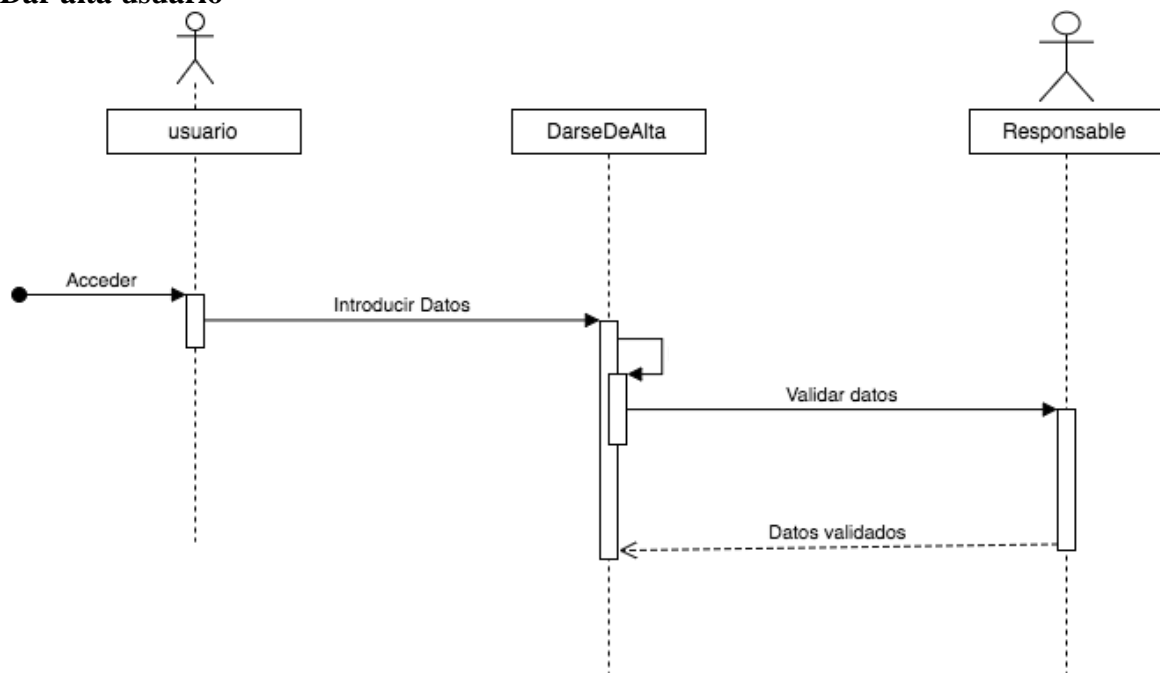 Dar alta usuario
usuario
DarseDeAlta
Responsable
Acceder
Introducir Datos
Validar datos
Datos validados